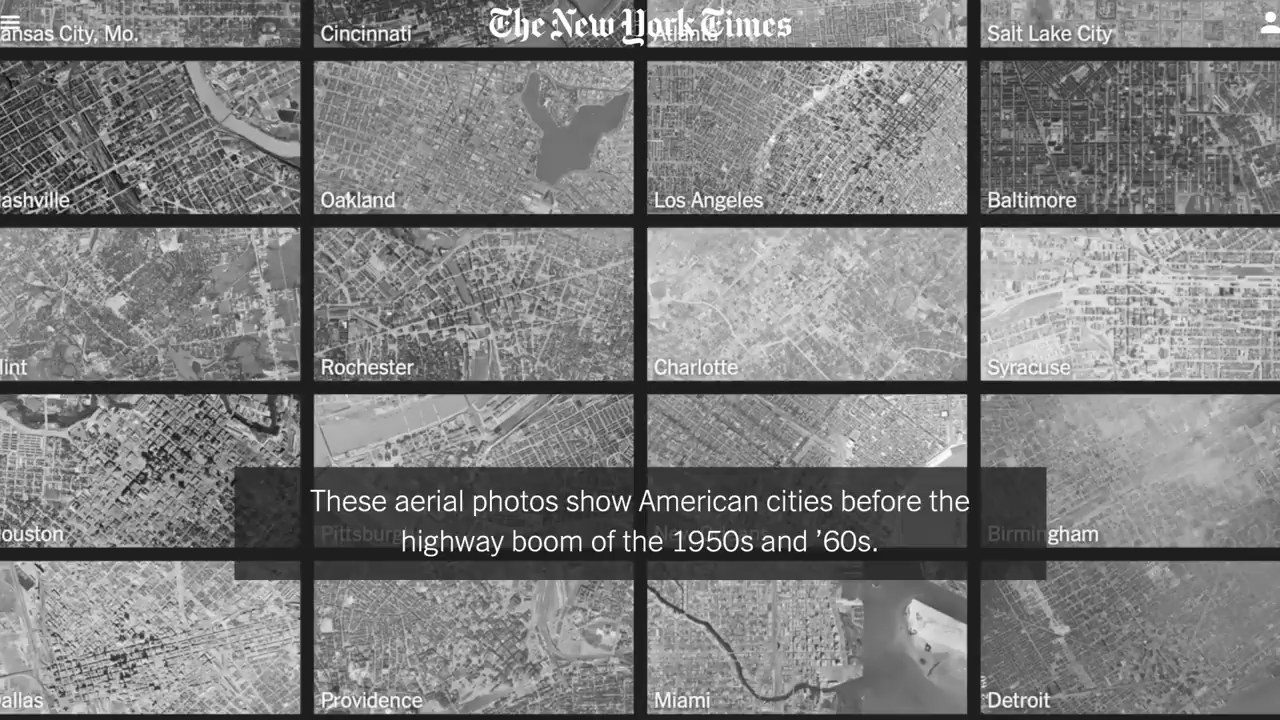 The New York Times
ansas City, Mo.
Cincinnati
Atlanta
Salt Lake City
ashville
Oakland
Los Angeles
Baltimore
lint
Rochester
Charlotte
Syracuse
ouston
Pittsburg
Birmingham
These aerial photos show American cities before the
highway boom of the 1950s and ’60s.
allas
Providence
Miami
Detroit